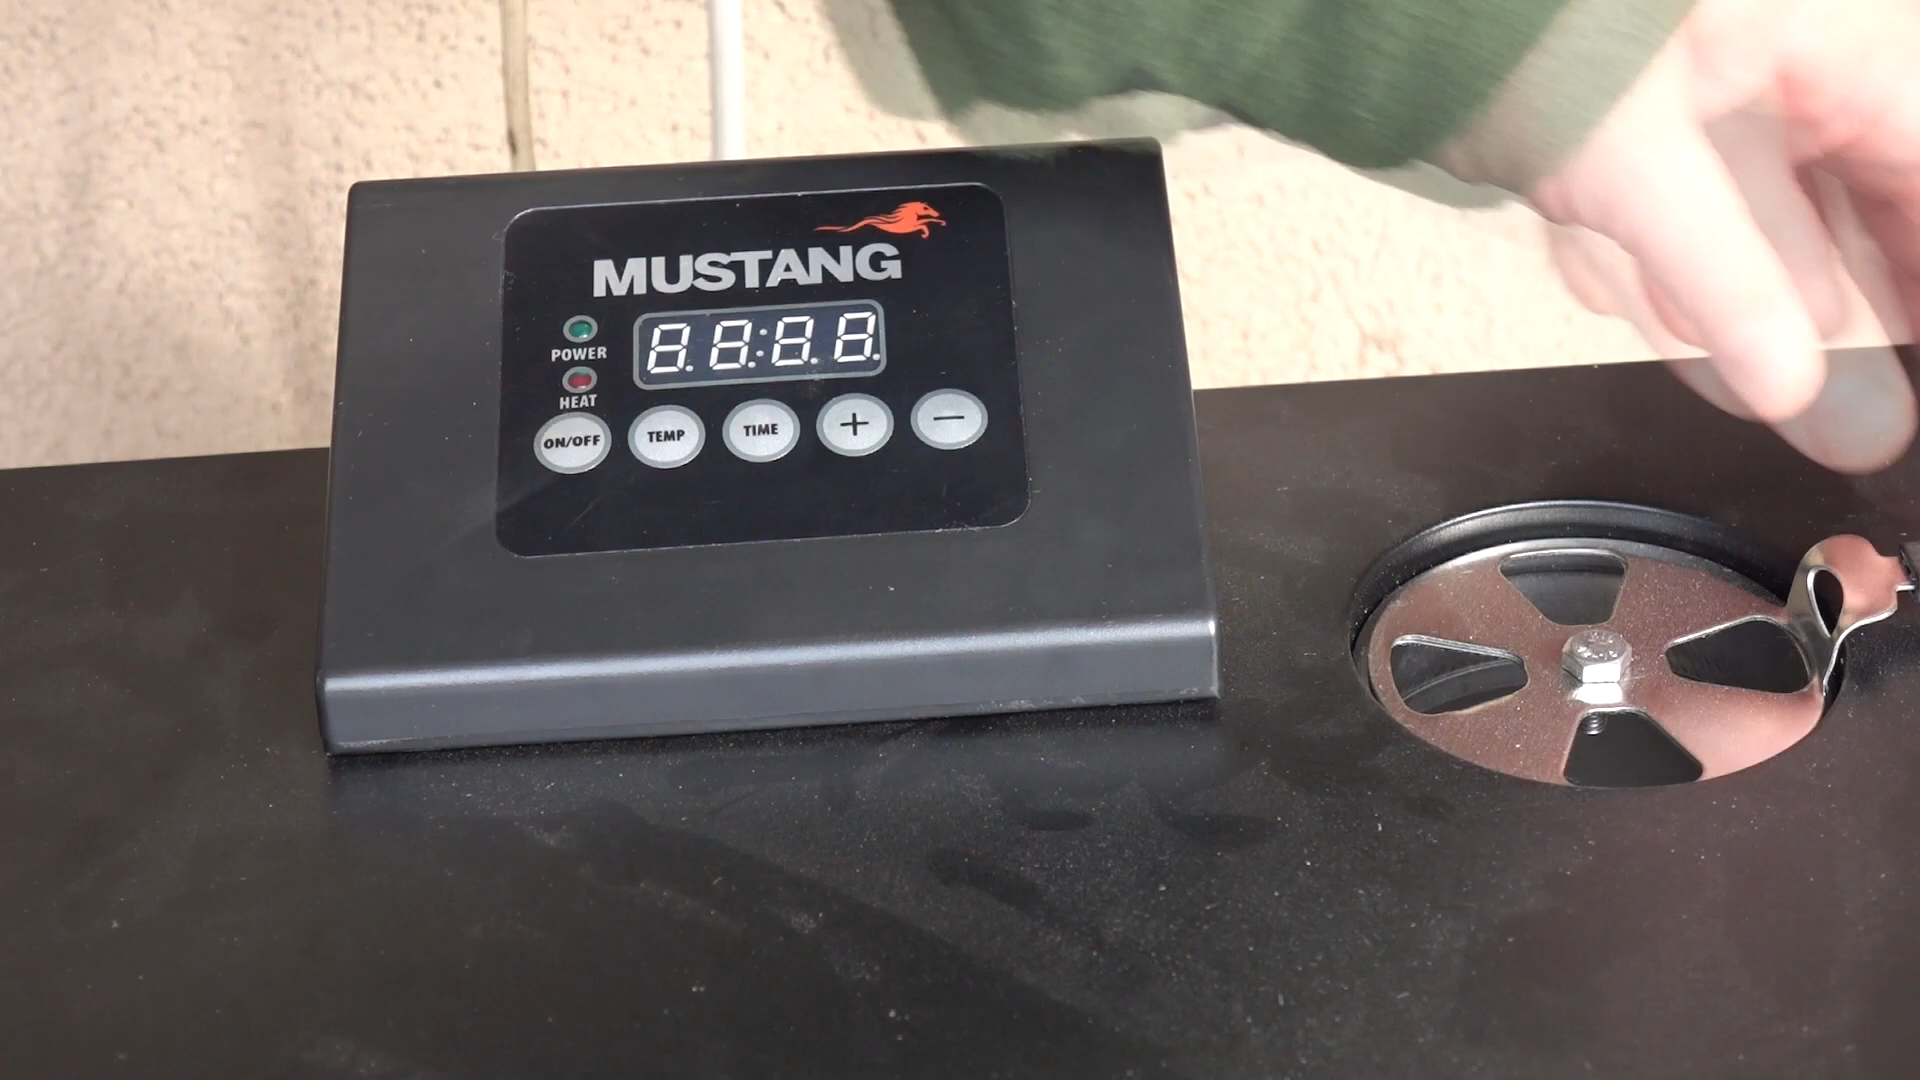 MUSTANG
8.8:8.8.
POWER
HEAT
ON/OFF TEMP TIME + −